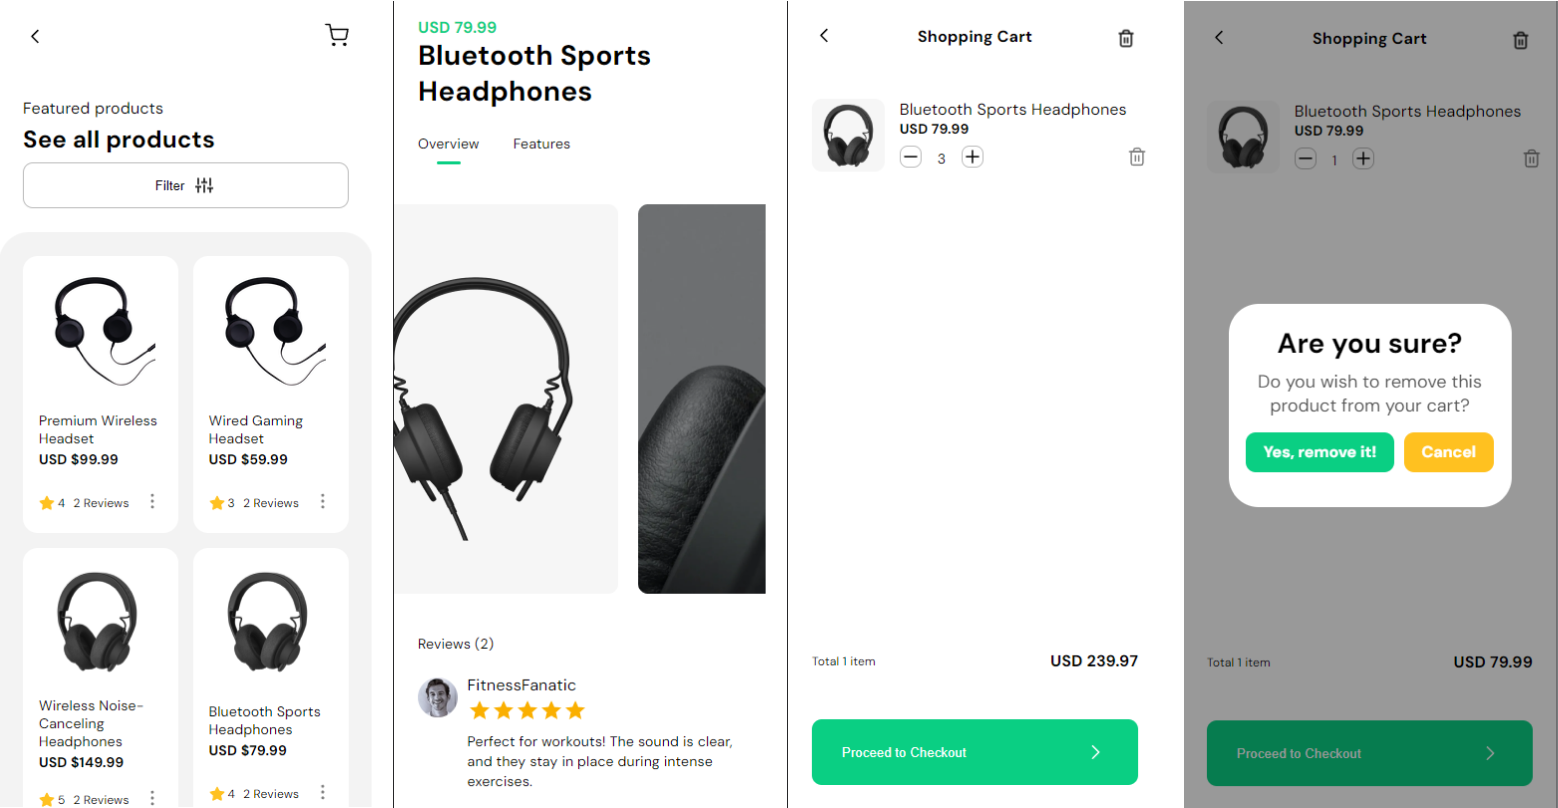 Featured products
See all products
Filter
Premium Wireless
Headset
USD $99.99
4 2 Reviews
Wired Gaming
Headset
USD $59.99
3 2 Reviews
Wireless Noise-
Canceling
Headphones
USD $149.99
5 2 Reviews
Bluetooth Sports
Headphones
USD $79.99
4 2 Reviews
USD 79.99
Bluetooth Sports
Headphones
Overview Features
Reviews (2)
FitnessFanatic
Perfect for workouts! The sound is clear,
and they stay in place during intense
exercises.
Shopping Cart
Bluetooth Sports Headphones
USD 79.99
3
Total 1 item USD 239.97
Proceed to Checkout
Shopping Cart
Bluetooth Sports Headphones
USD 79.99
1
Are you sure?
Do you wish to remove this
product from your cart?
Yes, remove it! Cancel
Total 1 item USD 79.99
Proceed to Checkout